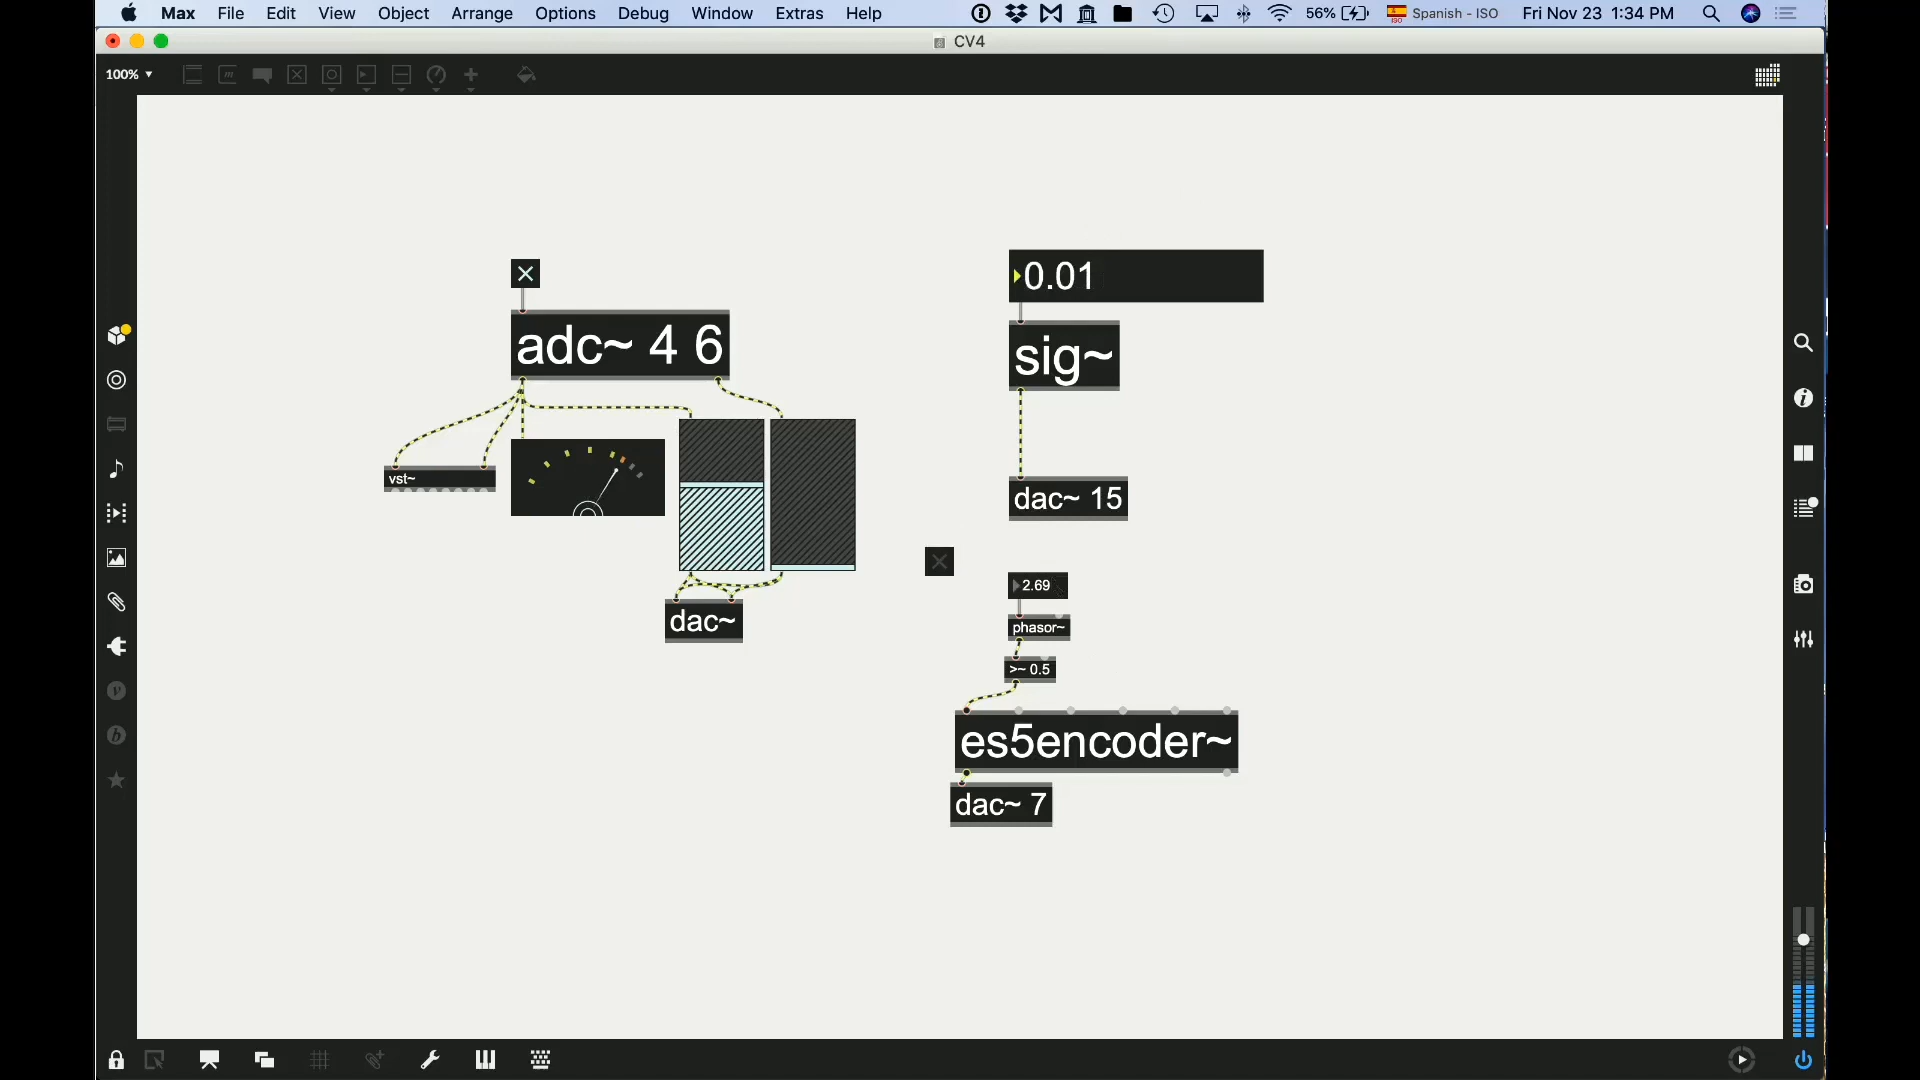 Max File Edit View Object Arrange Options Debug Window Extras Help 56% Spanish - ISO Fri Nov 23 1:34 PM
CV4
100%
0.01
adc~ 4 6
sig~
vst~
dac~ 15
2.69
dac~
phasor~
>~ 0.5
es5encoder~
dac~ 7